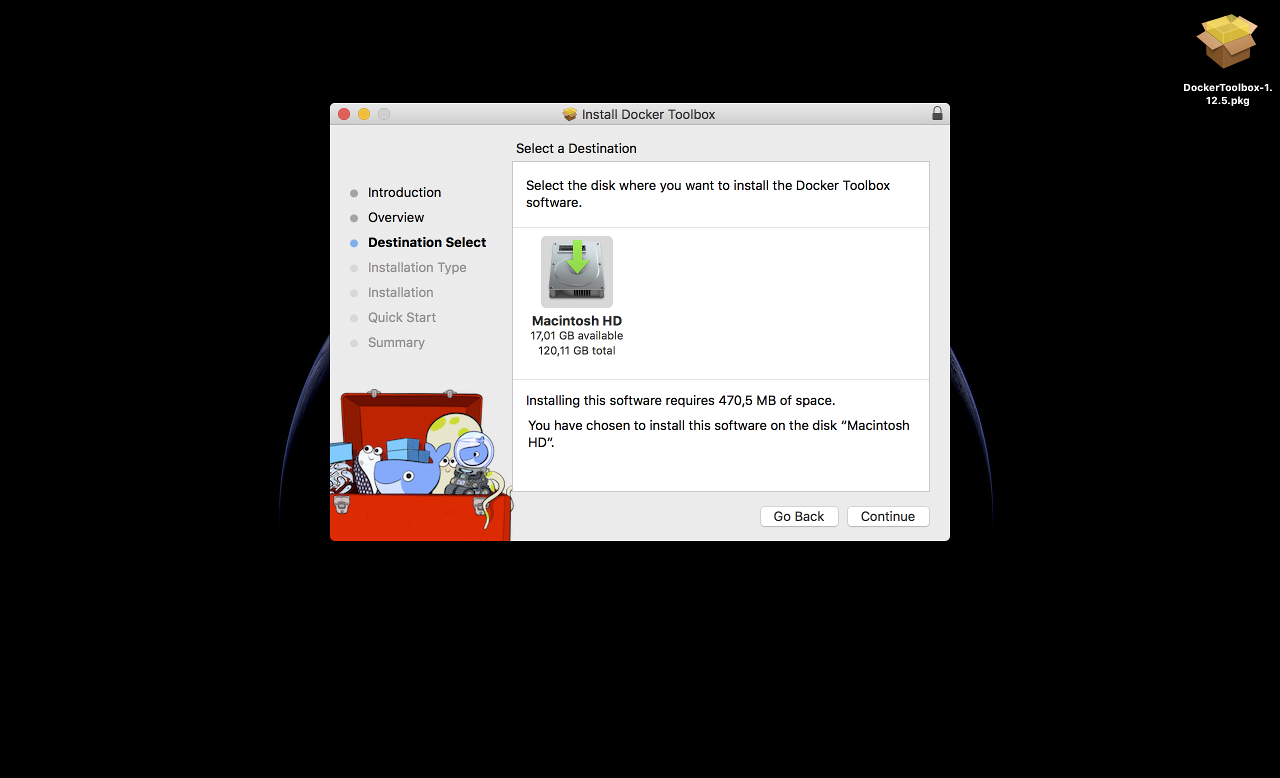 DockerToolbox-1.
12.5.pkg
Install Docker Toolbox
Select a Destination
Introduction
Overview
Destination Select
Installation Type
Installation
Quick Start
Summary
Select the disk where you want to install the Docker Toolbox
software.
Macintosh HD
17,01 GB available
120,11 GB total
Installing this software requires 470,5 MB of space.
You have chosen to install this software on the disk “Macintosh
HD”.
Go Back
Continue